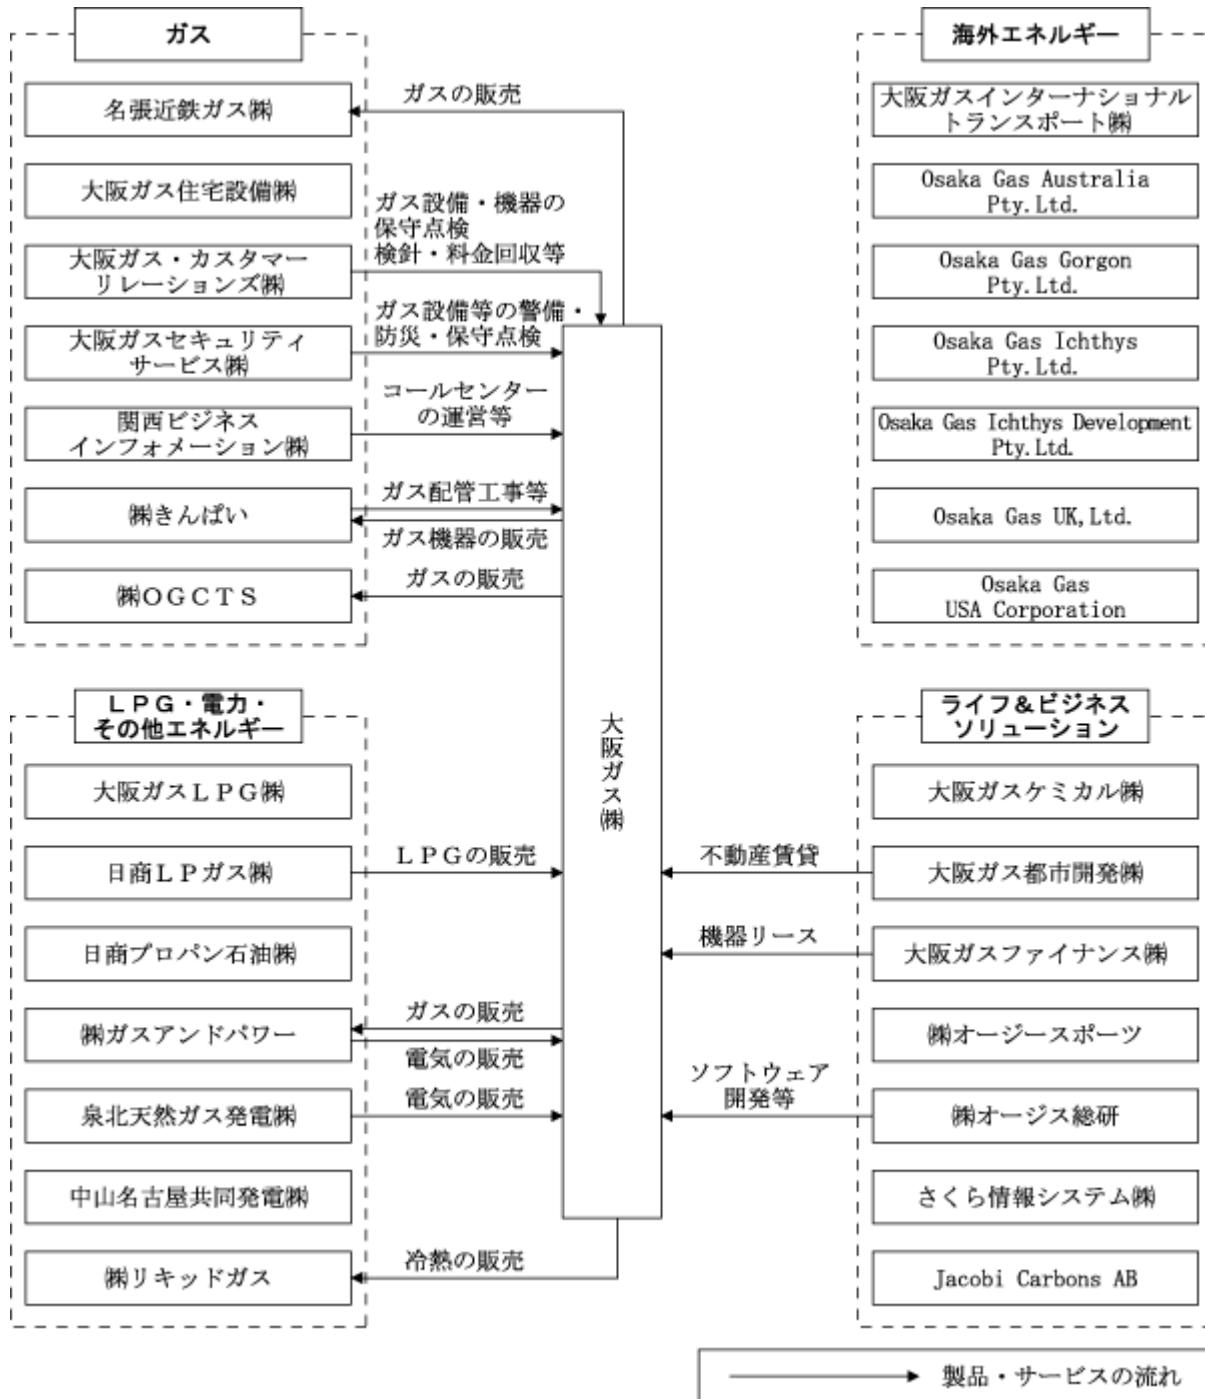 ガス
名張近鉄ガス㈱
大阪ガス住宅設備㈱
大阪ガス・カスタマー
リレーションズ㈱
大阪ガスセキュリティ
サービス㈱
関西ビジネス
インフォメーション㈱
㈱きんぱい
㈱ＯＧＣＴＳ
ガスの販売
ガス設備・機器の
保守点検
検針・料金回収等
ガス設備等の警備・
防災・保守点検
コールセンター
の運営等
ガス配管工事等
ガス機器の販売
ガスの販売
海外エネルギー
大阪ガスインターナショナル
トランスポート㈱
Osaka Gas Australia
Pty.Ltd.
Osaka Gas Gorgon
Pty.Ltd.
Osaka Gas Ichthys
Pty.Ltd.
Osaka Gas Ichthys Development
Pty.Ltd.
Osaka Gas UK,Ltd.
Osaka Gas
USA Corporation
大阪ガス㈱
ＬＰＧ・電力・
その他エネルギー
大阪ガスＬＰＧ㈱
日商ＬＰガス㈱
日商プロパン石油㈱
㈱ガスアンドパワー
泉北天然ガス発電㈱
中山名古屋共同発電㈱
㈱リキッドガス
ＬＰＧの販売
ガスの販売
電気の販売
電気の販売
冷熱の販売
ライフ＆ビジネス
ソリューション
大阪ガスケミカル㈱
大阪ガス都市開発㈱
大阪ガスファイナンス㈱
㈱オージースポーツ
㈱オージス総研
さくら情報システム㈱
Jacobi Carbons AB
不動産賃貸
機器リース
ソフトウェア
開発等
製品・サービスの流れ